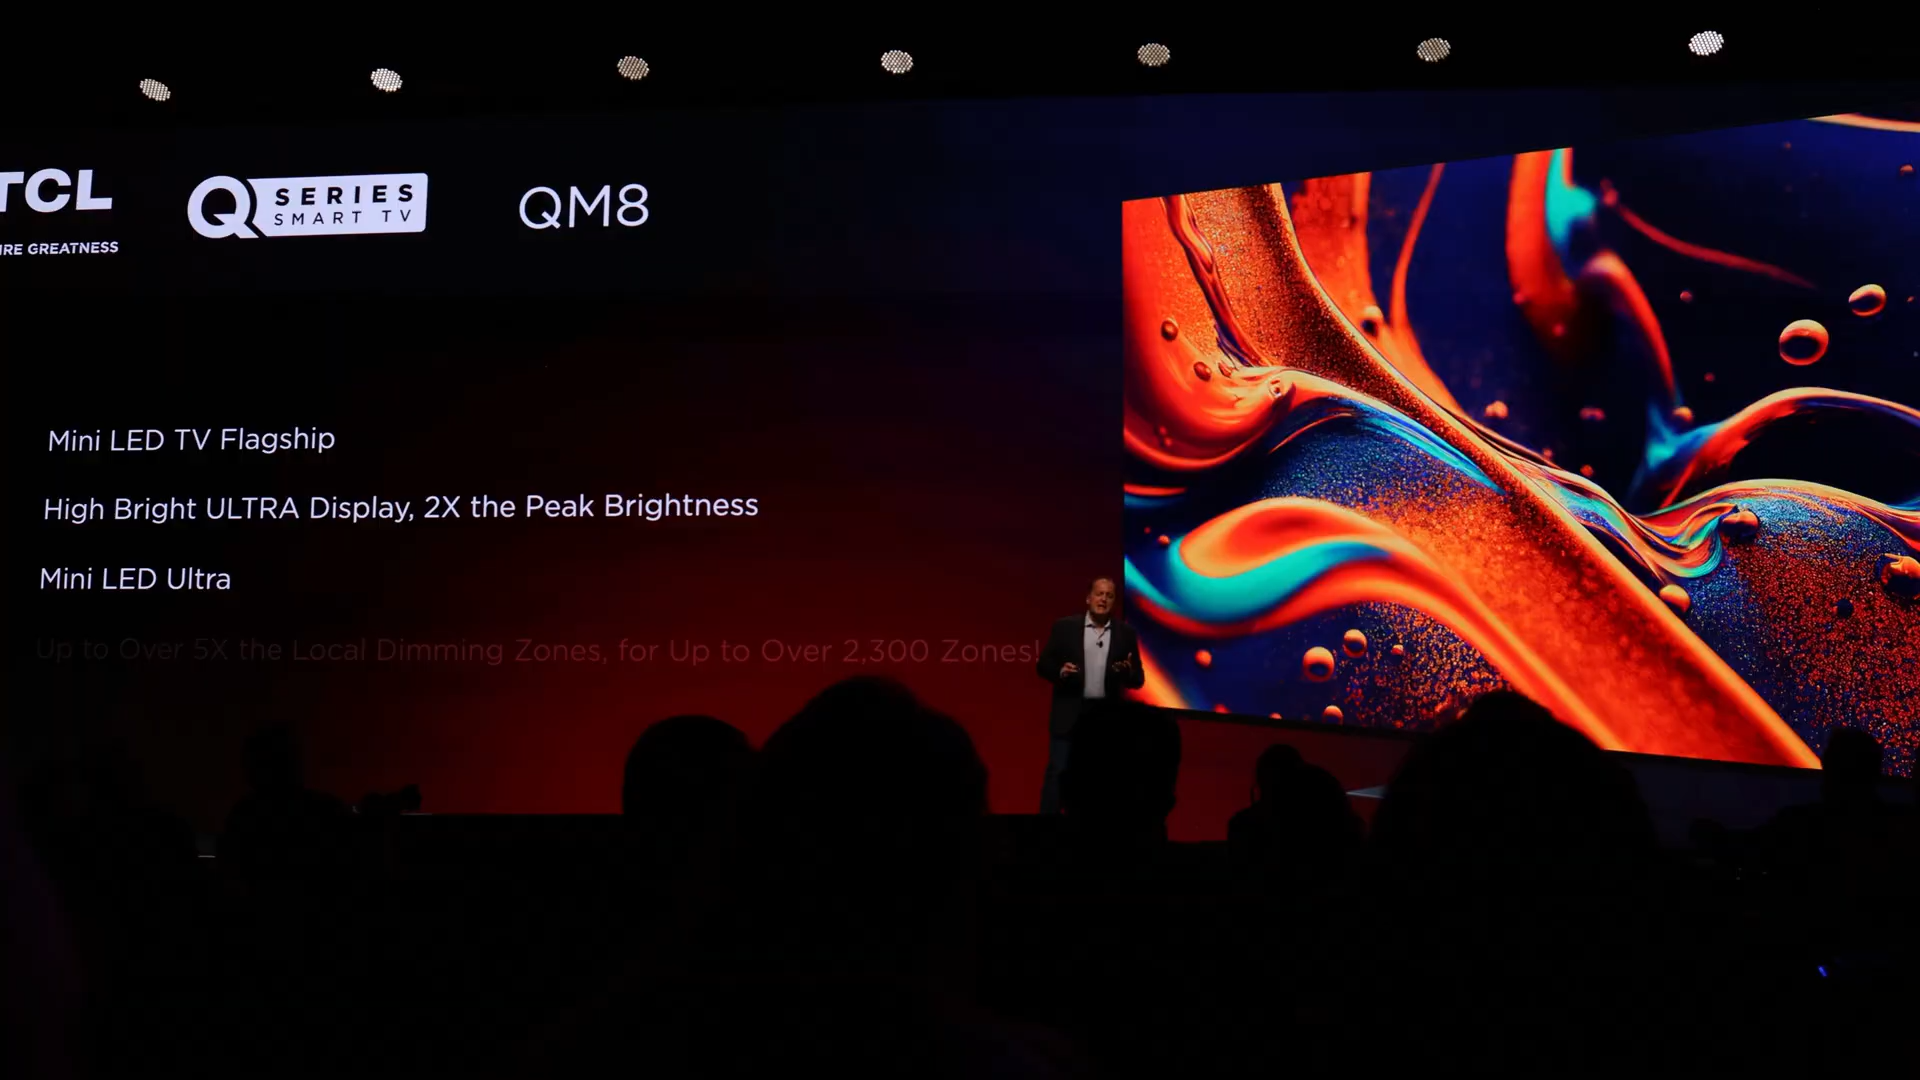 TCL
IRE GREATNESS
Q SERIES
SMART TV
QM8
Mini LED TV Flagship
High Bright ULTRA Display, 2X the Peak Brightness
Mini LED Ultra
Up to Over 5X the Local Dimming Zones, for Up to Over 2,300 Zones!